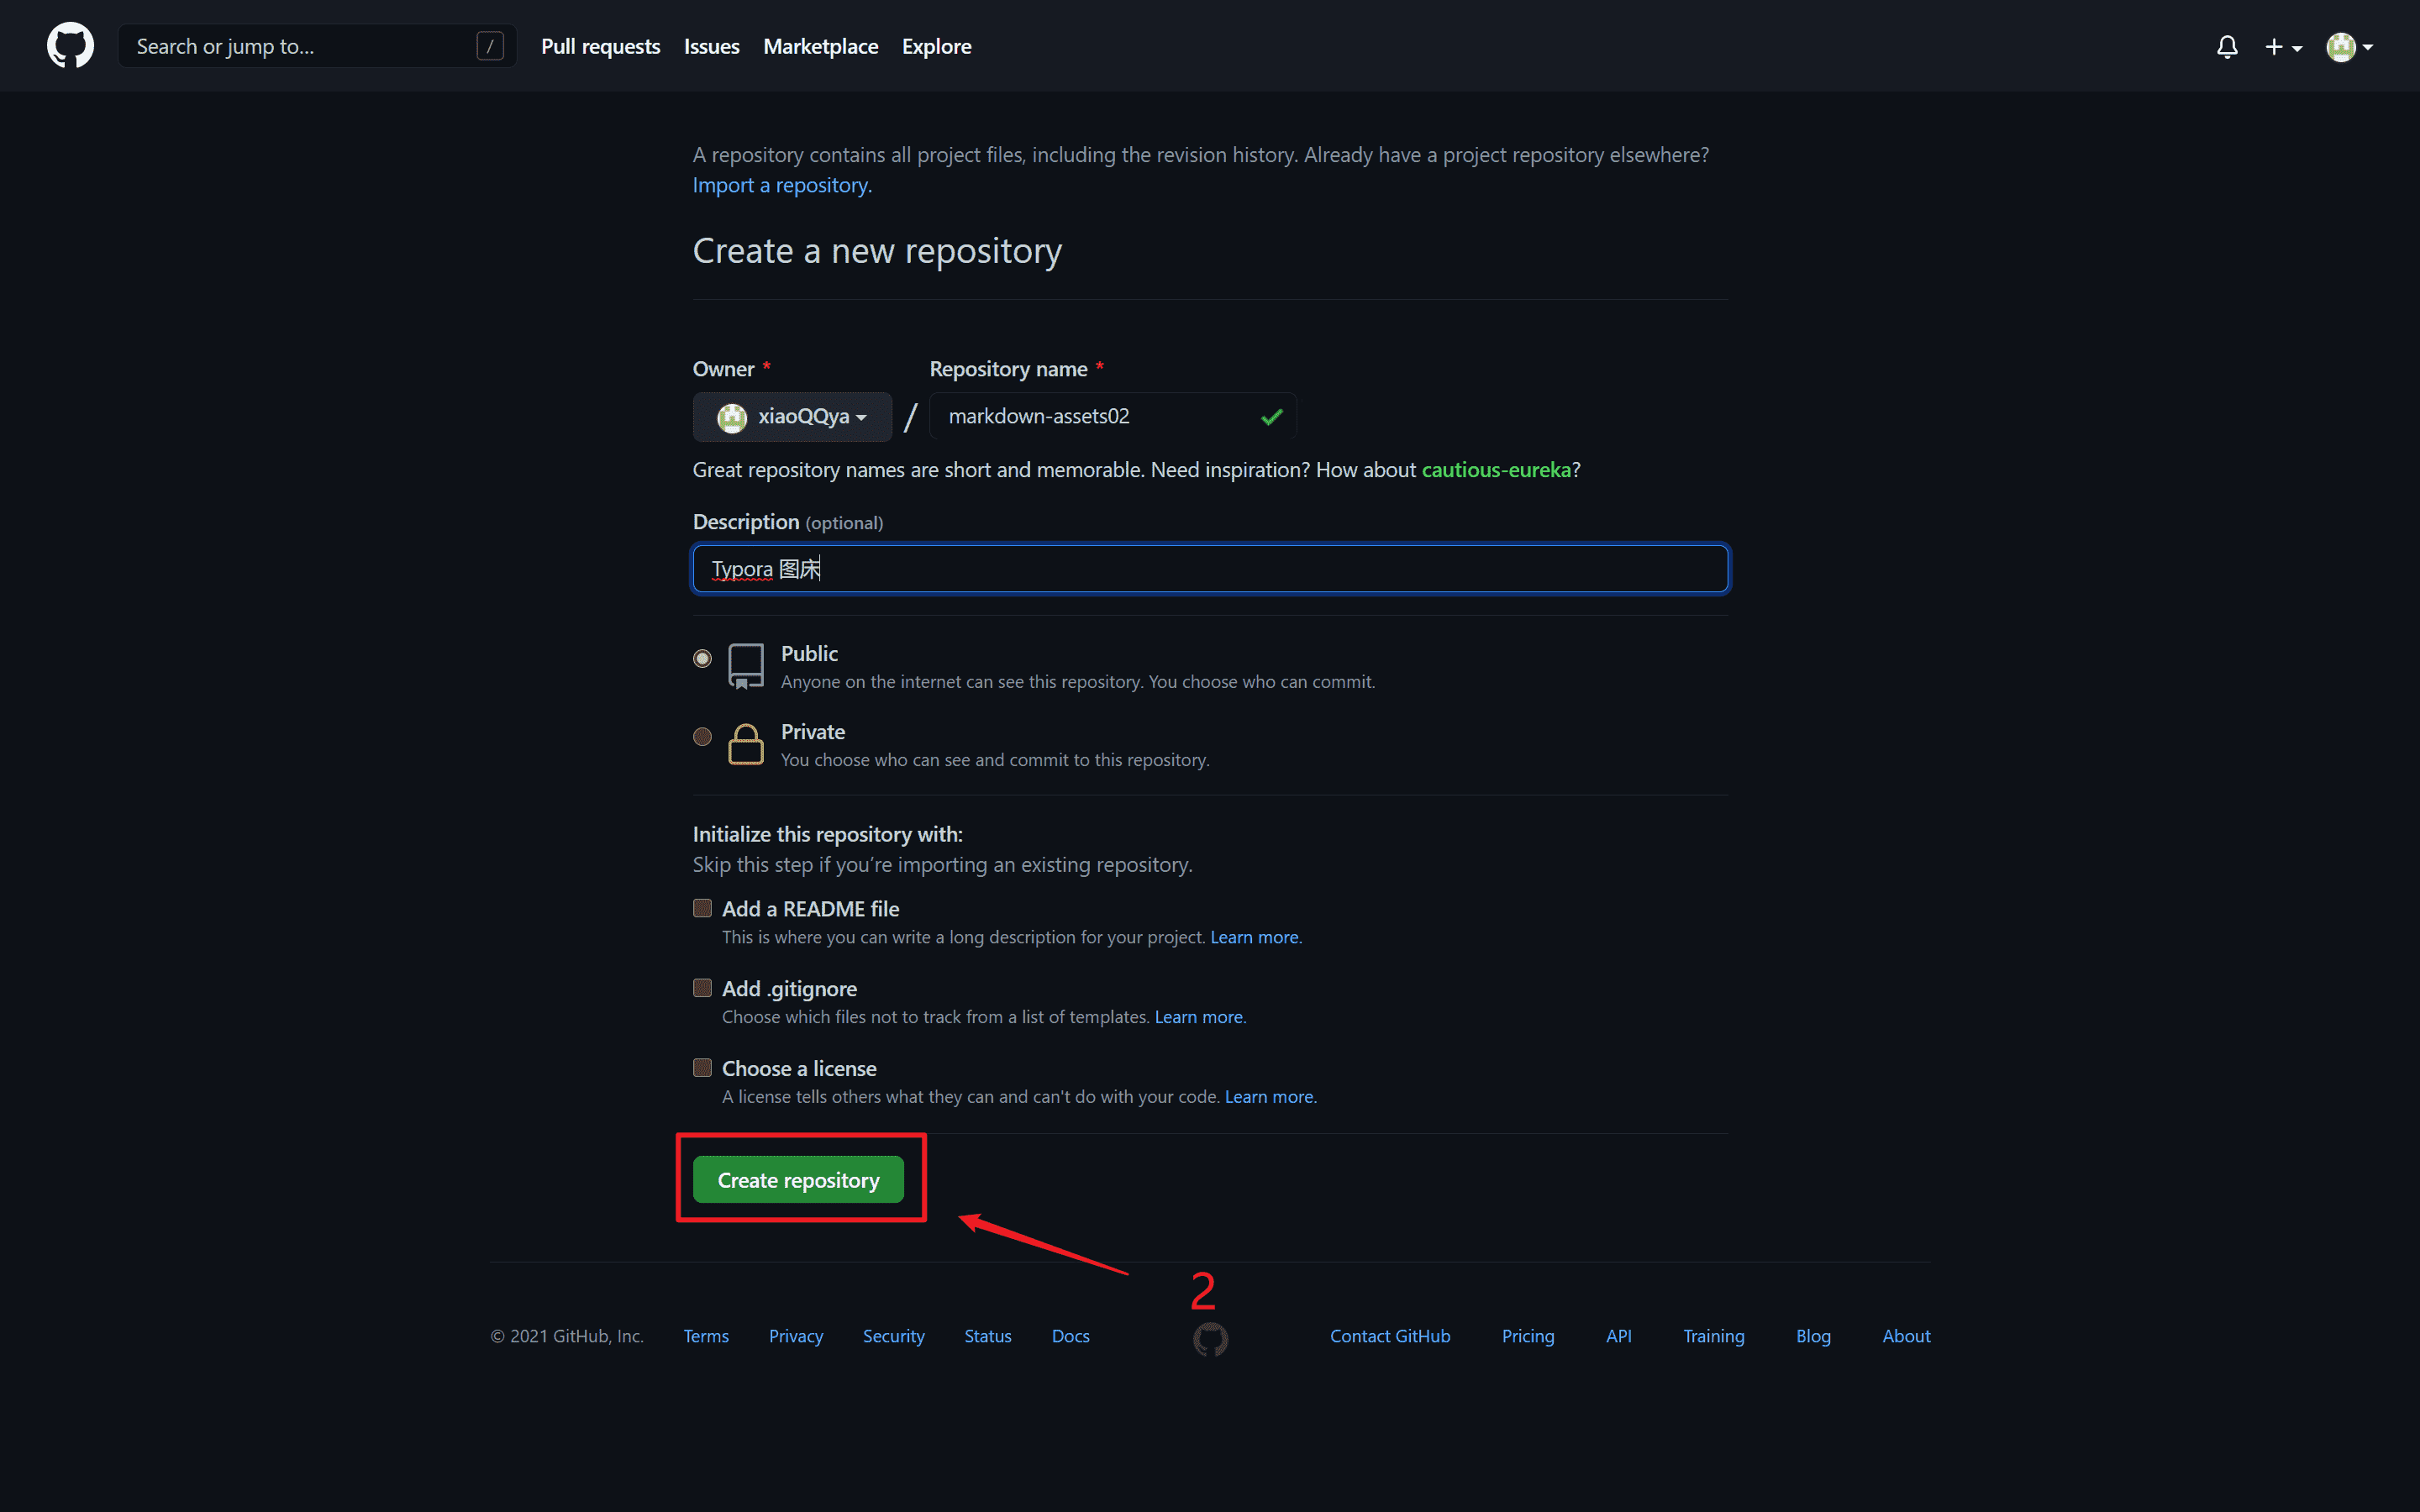 Search or jump to...
/
Pull requests
Issues
Marketplace
Explore
A repository contains all project files, including the revision history. Already have a project repository elsewhere?
Import a repository.
Create a new repository
Owner *
Repository name *
xiaoQQya
/
markdown-assets02
Great repository names are short and memorable. Need inspiration? How about cautious-eureka?
Description (optional)
Typora 图床
Public
Anyone on the internet can see this repository. You choose who can commit.
Private
You choose who can see and commit to this repository.
Initialize this repository with:
Skip this step if you’re importing an existing repository.
Add a README file
This is where you can write a long description for your project. Learn more.
Add .gitignore
Choose which files not to track from a list of templates. Learn more.
Choose a license
A license tells others what they can and can't do with your code. Learn more.
Create repository
2
© 2021 GitHub, Inc.
Terms
Privacy
Security
Status
Docs
Contact GitHub
Pricing
API
Training
Blog
About